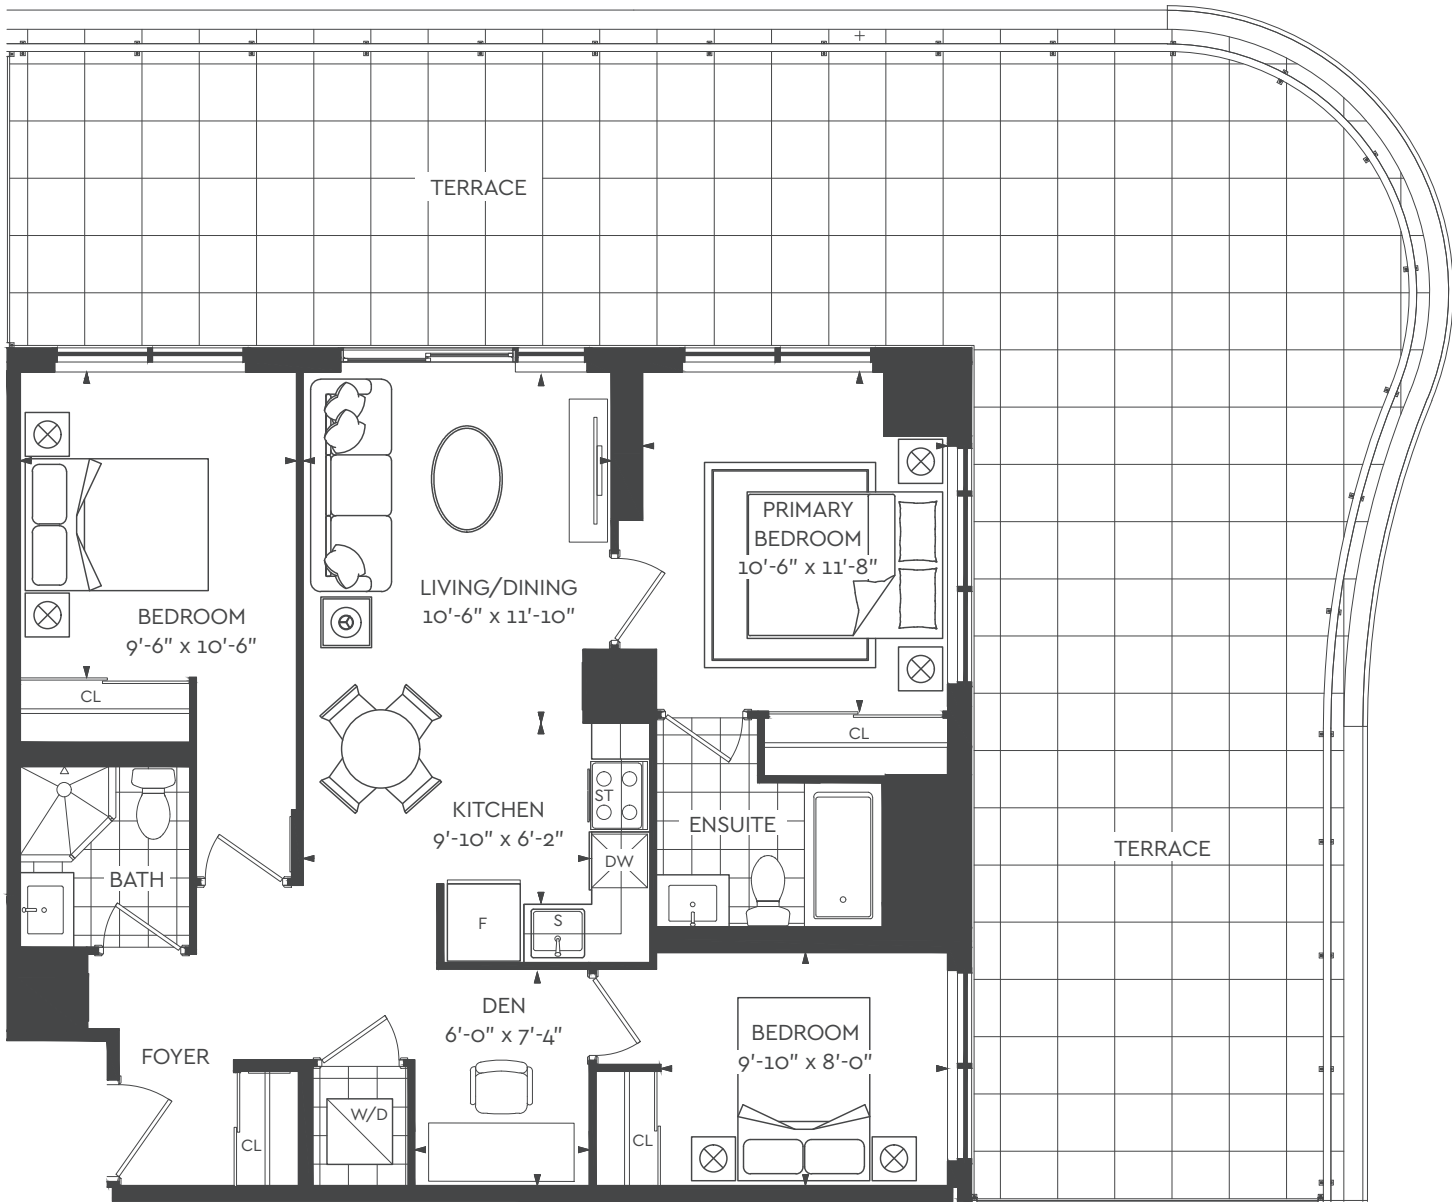 TERRACE
PRIMARY
BEDROOM
10'-6" x 11'-8"
LIVING/DINING
10'-6" x 11'-10"
BEDROOM
9'-6" x 10'-6"
CL
CL
ST
KITCHEN
9'-10" x 6'-2"
ENSUITE
TERRACE
DW
BATH
F
S
DEN
6'-0" x 7'-4"
BEDROOM
9'-10" x 8'-0"
FOYER
W/D
CL
CL